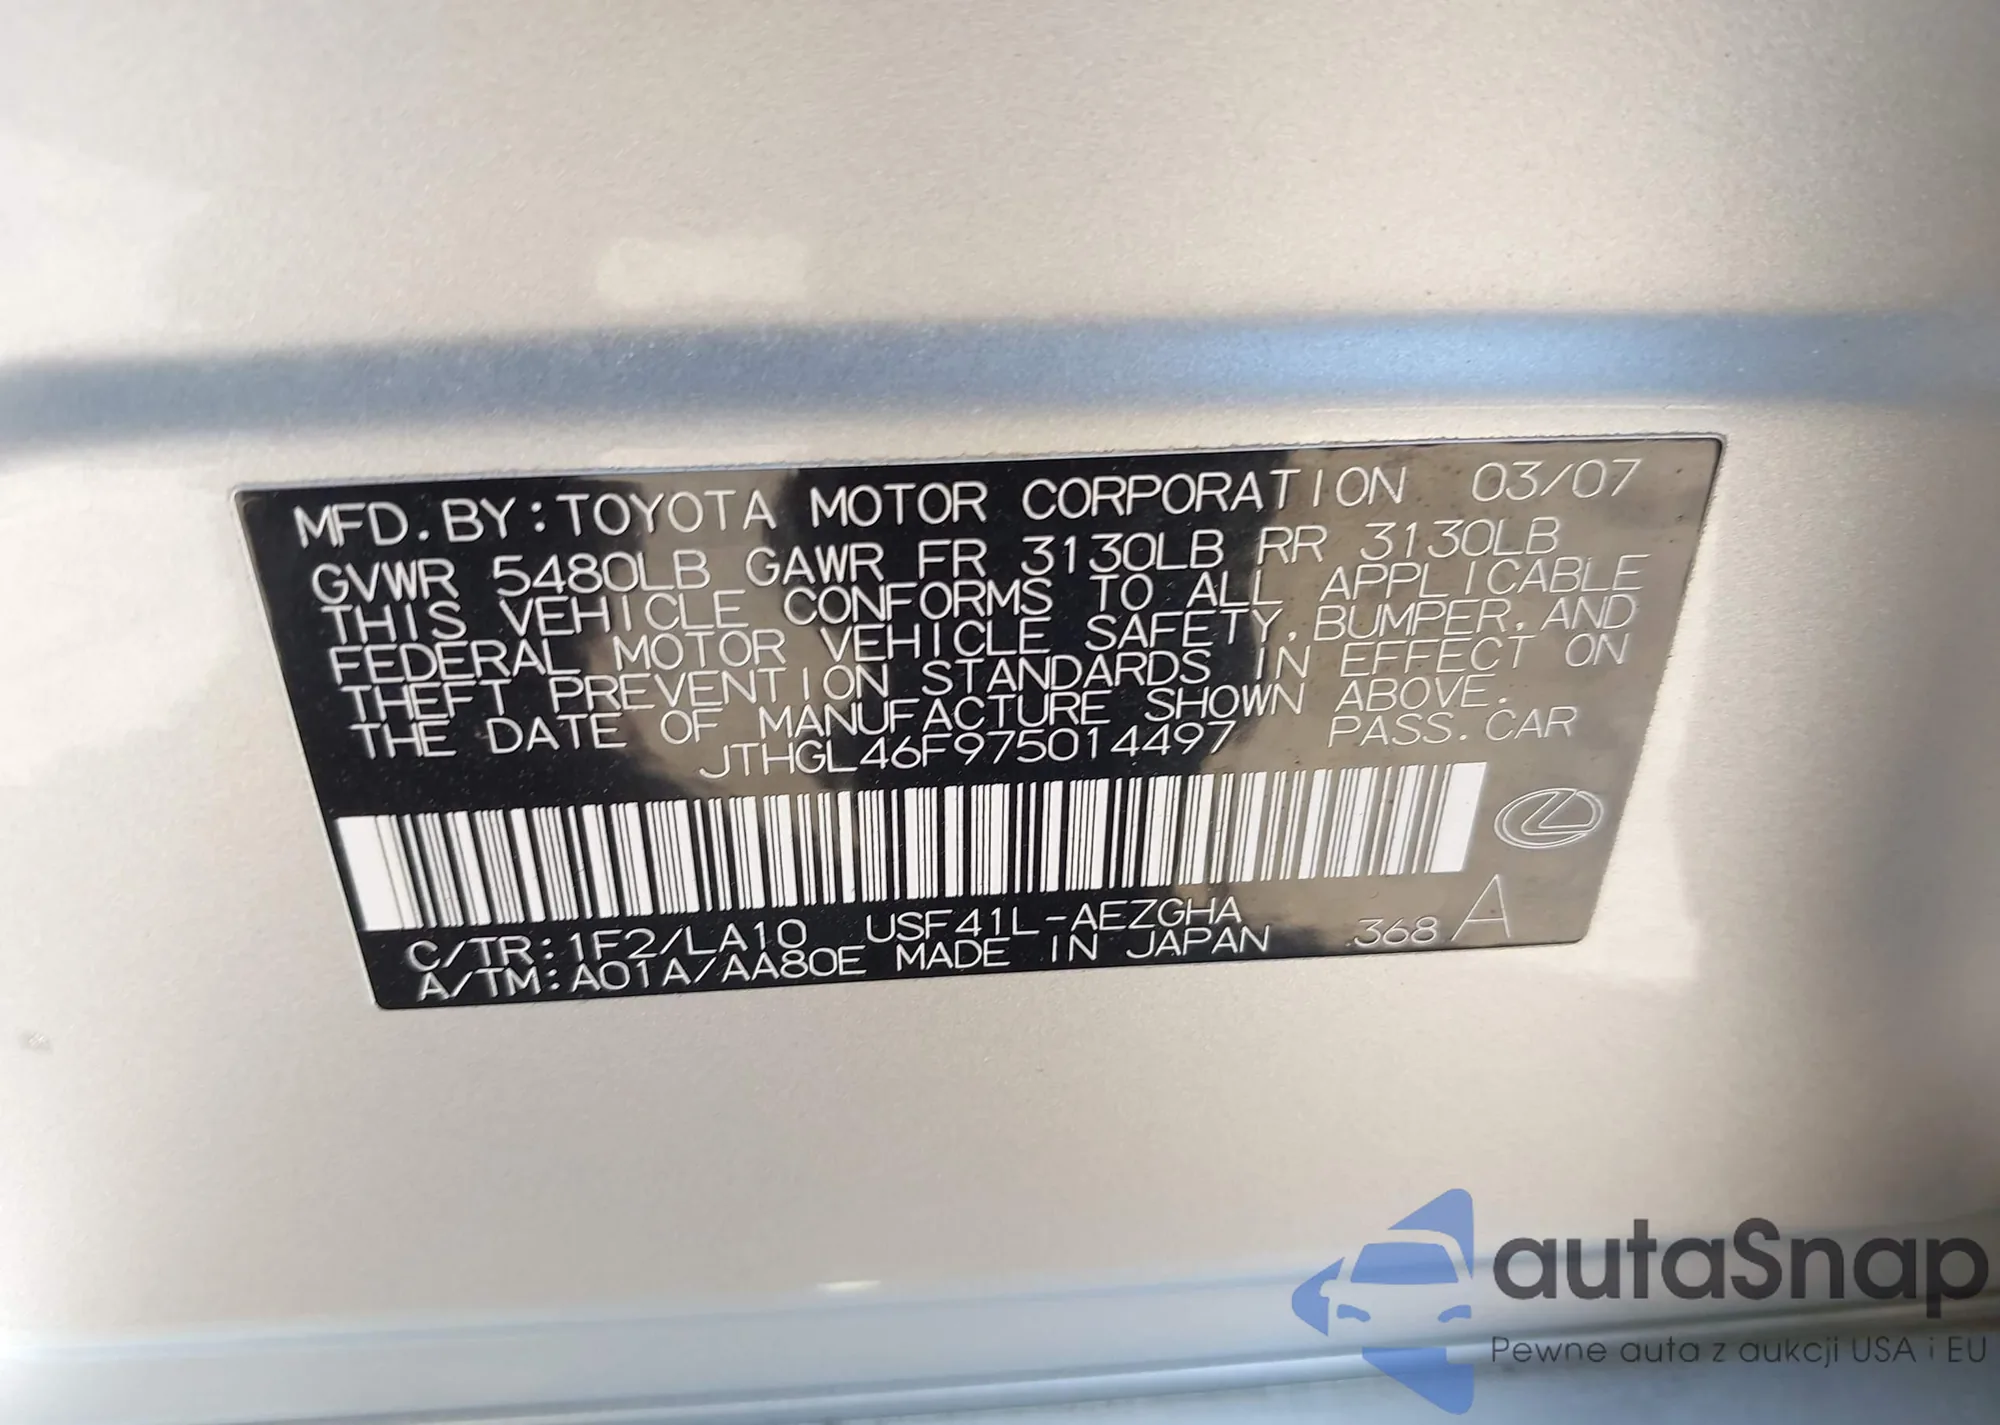 MFD. BY: TOYOTA MOTOR CORPORATION 03/07
GVWR 5480LB GAWR FR 3130LB RR 3130LB
THIS VEHICLE CONFORMS TO ALL APPLICABLE
FEDERAL MOTOR VEHICLE SAFETY, BUMPER, AND
THEFT PREVENTION STANDARDS IN EFFECT ON
THE DATE OF MANUFACTURE SHOWN ABOVE.
JTHGL46F975014497 PASS. CAR
C/TR: 1F2/LA10 USF41L-AEZGHA 368 A
A/TM: A01A/AA80E MADE IN JAPAN
autaSnap
Pewne auta z aukcji USA i EU